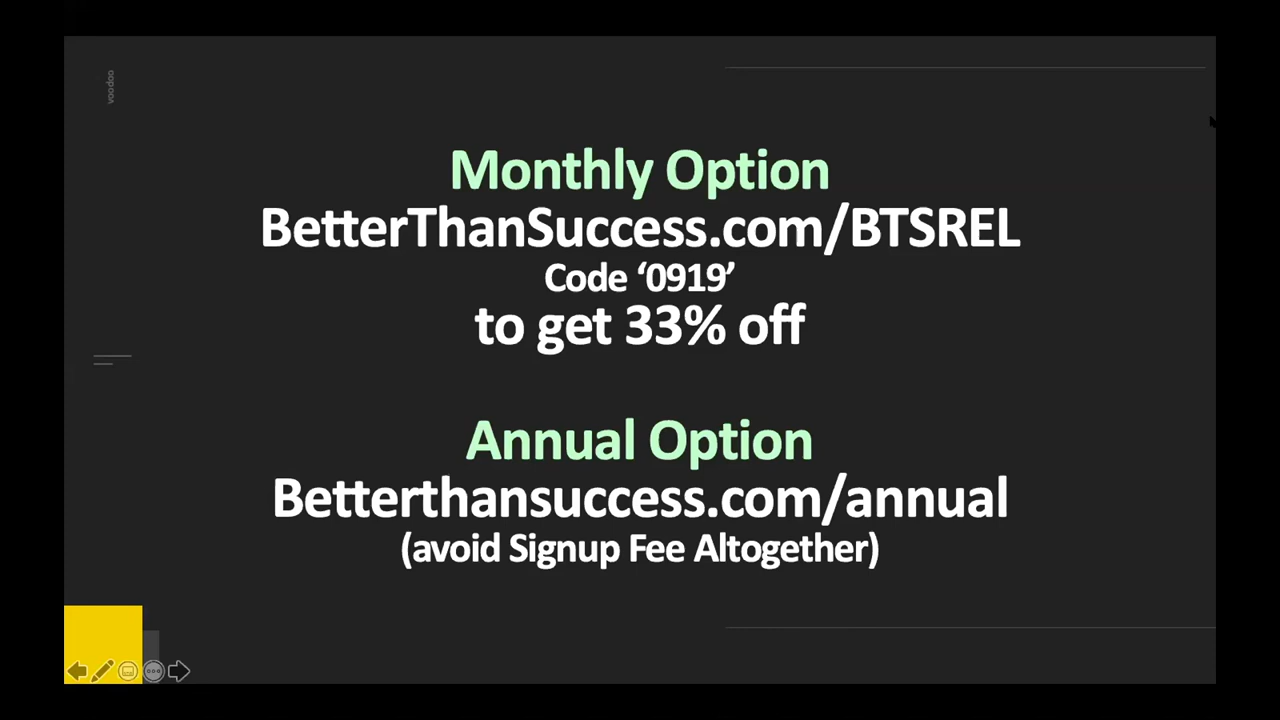 voodoo
Monthly Option
BetterThanSuccess.com/BTSREL
Code ‘0919’
to get 33% off
Annual Option
Betterthansuccess.com/annual
(avoid Signup Fee Altogether)